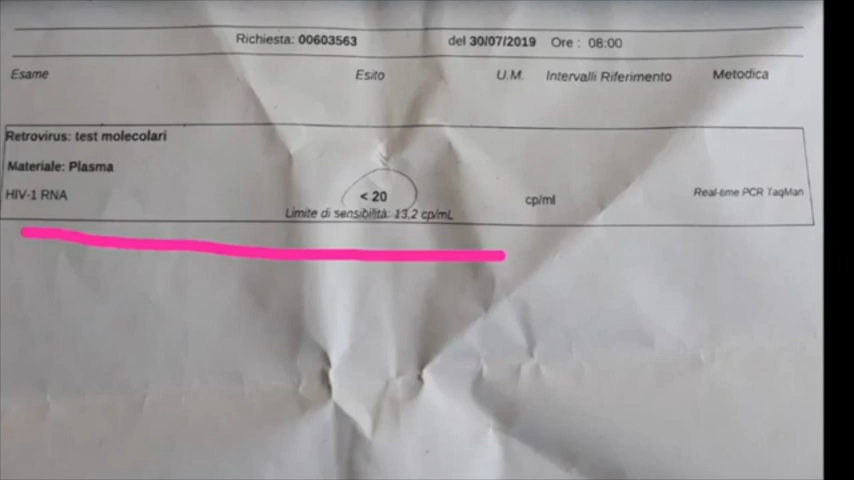 Richiesta: 00603563 del 30/07/2019 Ore : 08:00
Esame Esito U.M. Intervalli Riferimento Metodica
Retrovirus: test molecolari
Materiale: Plasma
HIV-1 RNA < 20 cp/ml Real-time PCR TaqMan
Limite di sensibilità: 13,2 cp/mL